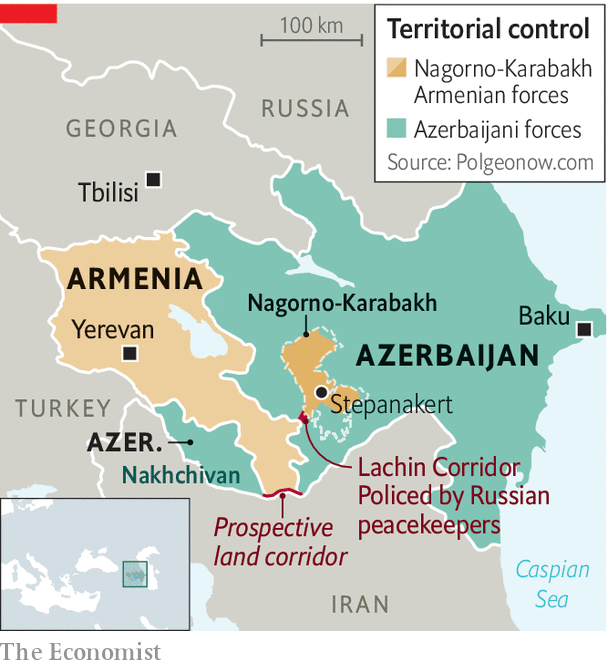 100 km
Territorial control
Nagorno-Karabakh
Armenian forces
Azerbaijani forces
Source: Polgeonow.com
RUSSIA
GEORGIA
Tbilisi
ARMENIA
Nagorno-Karabakh
Baku
Yerevan
AZERBAIJAN
TURKEY
Stepanakert
AZER.
Nakhchivan
Lachin Corridor
Policed by Russian
peacekeepers
Prospective
land corridor
Caspian
Sea
IRAN
The Economist